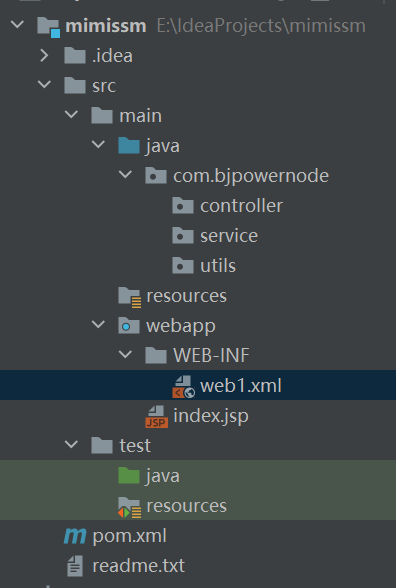 mimissm E:\IdeaProjects\mimissm
.idea
src
main
java
com.bjpowernode
controller
service
utils
resources
webapp
WEB-INF
web1.xml
JSP index.jsp
test
java
resources
m pom.xml
readme.txt